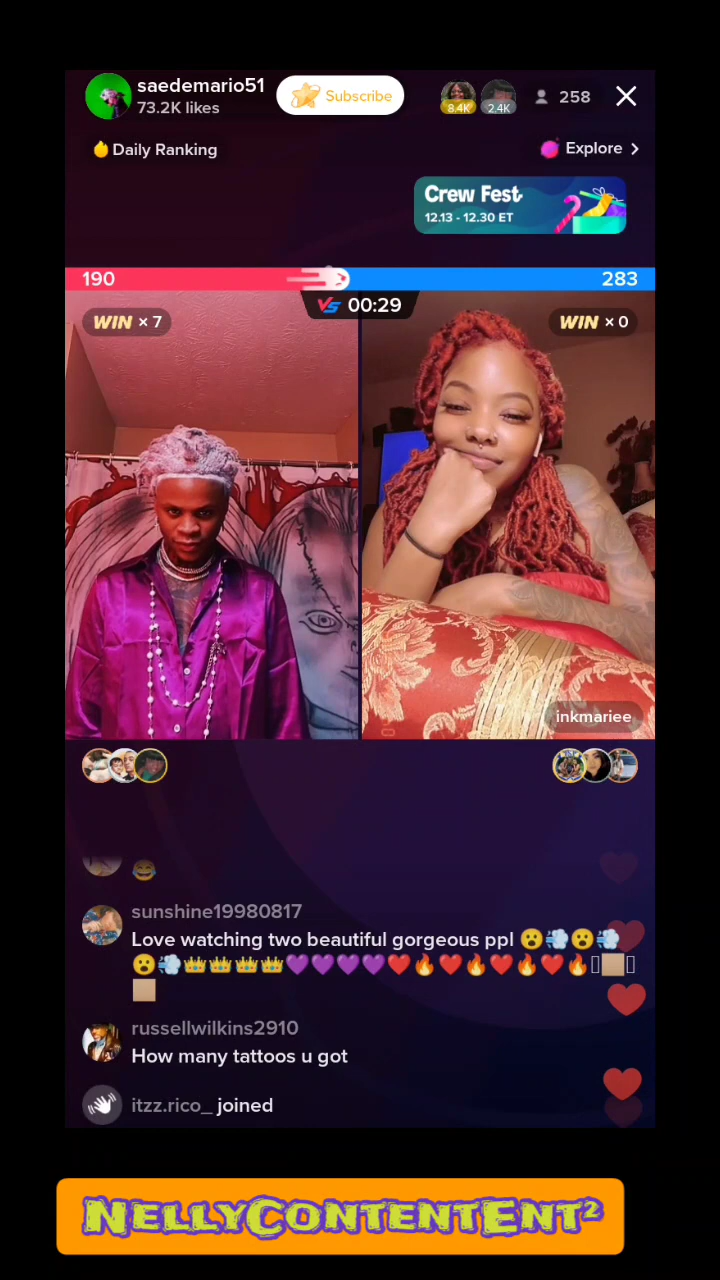 saedemario51
73.2K likes
Subscribe
8.4K
2.4K
258
Daily Ranking
Explore
Crew Fest
12.13 - 12.30 ET
190
283
VS 00:29
WIN × 7
WIN × 0
inkmariee
😂
sunshine19980817
Love watching two beautiful gorgeous ppl 😮💨😮💨
😮💨👑👑👑👑💜💜💜💜❤️🔥❤️🔥❤️🔥❤️🔥
russellwilkins2910
How many tattoos u got
itzz.rico_ joined
NELLYCONTENTENT²